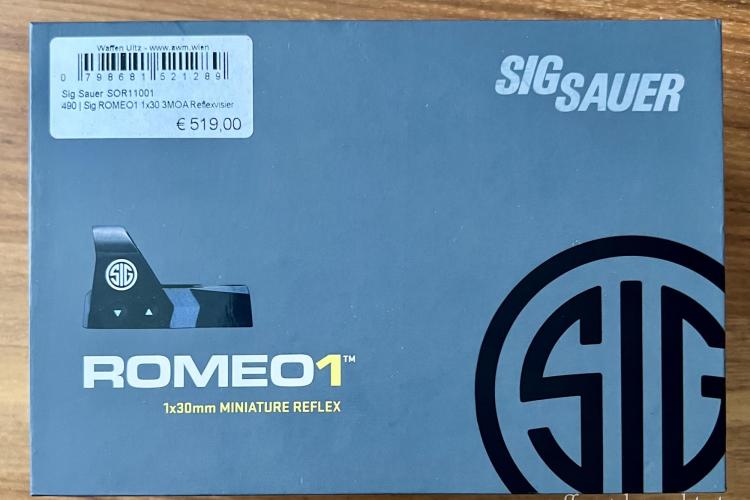 Waffen Ultz - www.awm.wien
0 798681 521289
Sig Sauer SOR11001
490 | Sig ROMEO1 1x30 3MOA Reflexvisier
€ 519,00
SIG SAUER
SIG
ROMEO1™
1x30mm MINIATURE REFLEX
SIG